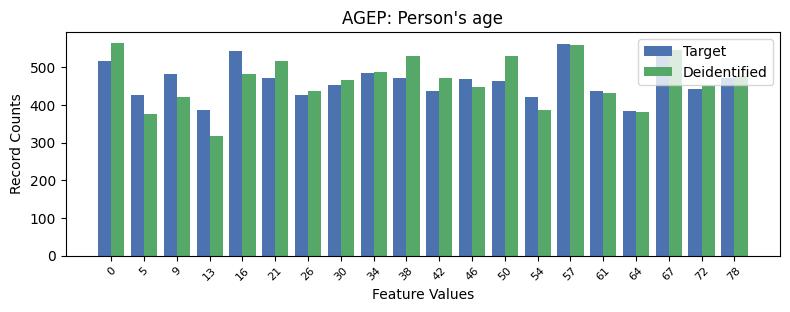 AGEP: Person's age
Target
Deidentified
Record Counts
500
400
300
200
100
0
0 5 9 13 16 21 26 30 34 38 42 46 50 54 57 61 64 67 72 78
Feature Values